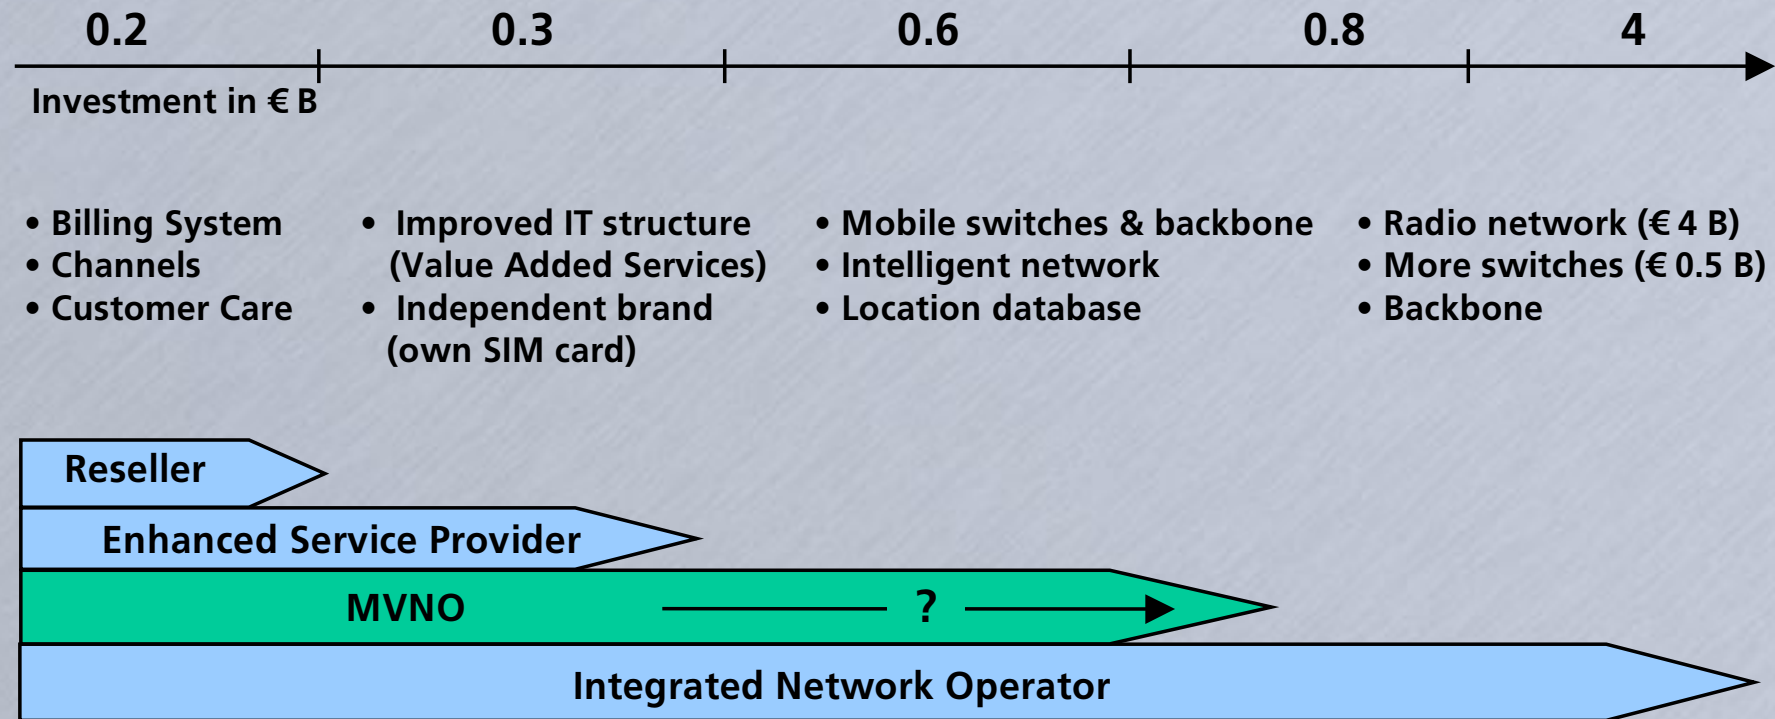 0.2 0.3 0.6 0.8 4
Investment in € B
• Billing System
• Channels
• Customer Care
• Improved IT structure
(Value Added Services)
• Independent brand
(own SIM card)
• Mobile switches & backbone
• Intelligent network
• Location database
• Radio network (€ 4 B)
• More switches (€ 0.5 B)
• Backbone
Reseller
Enhanced Service Provider
MVNO ?
Integrated Network Operator